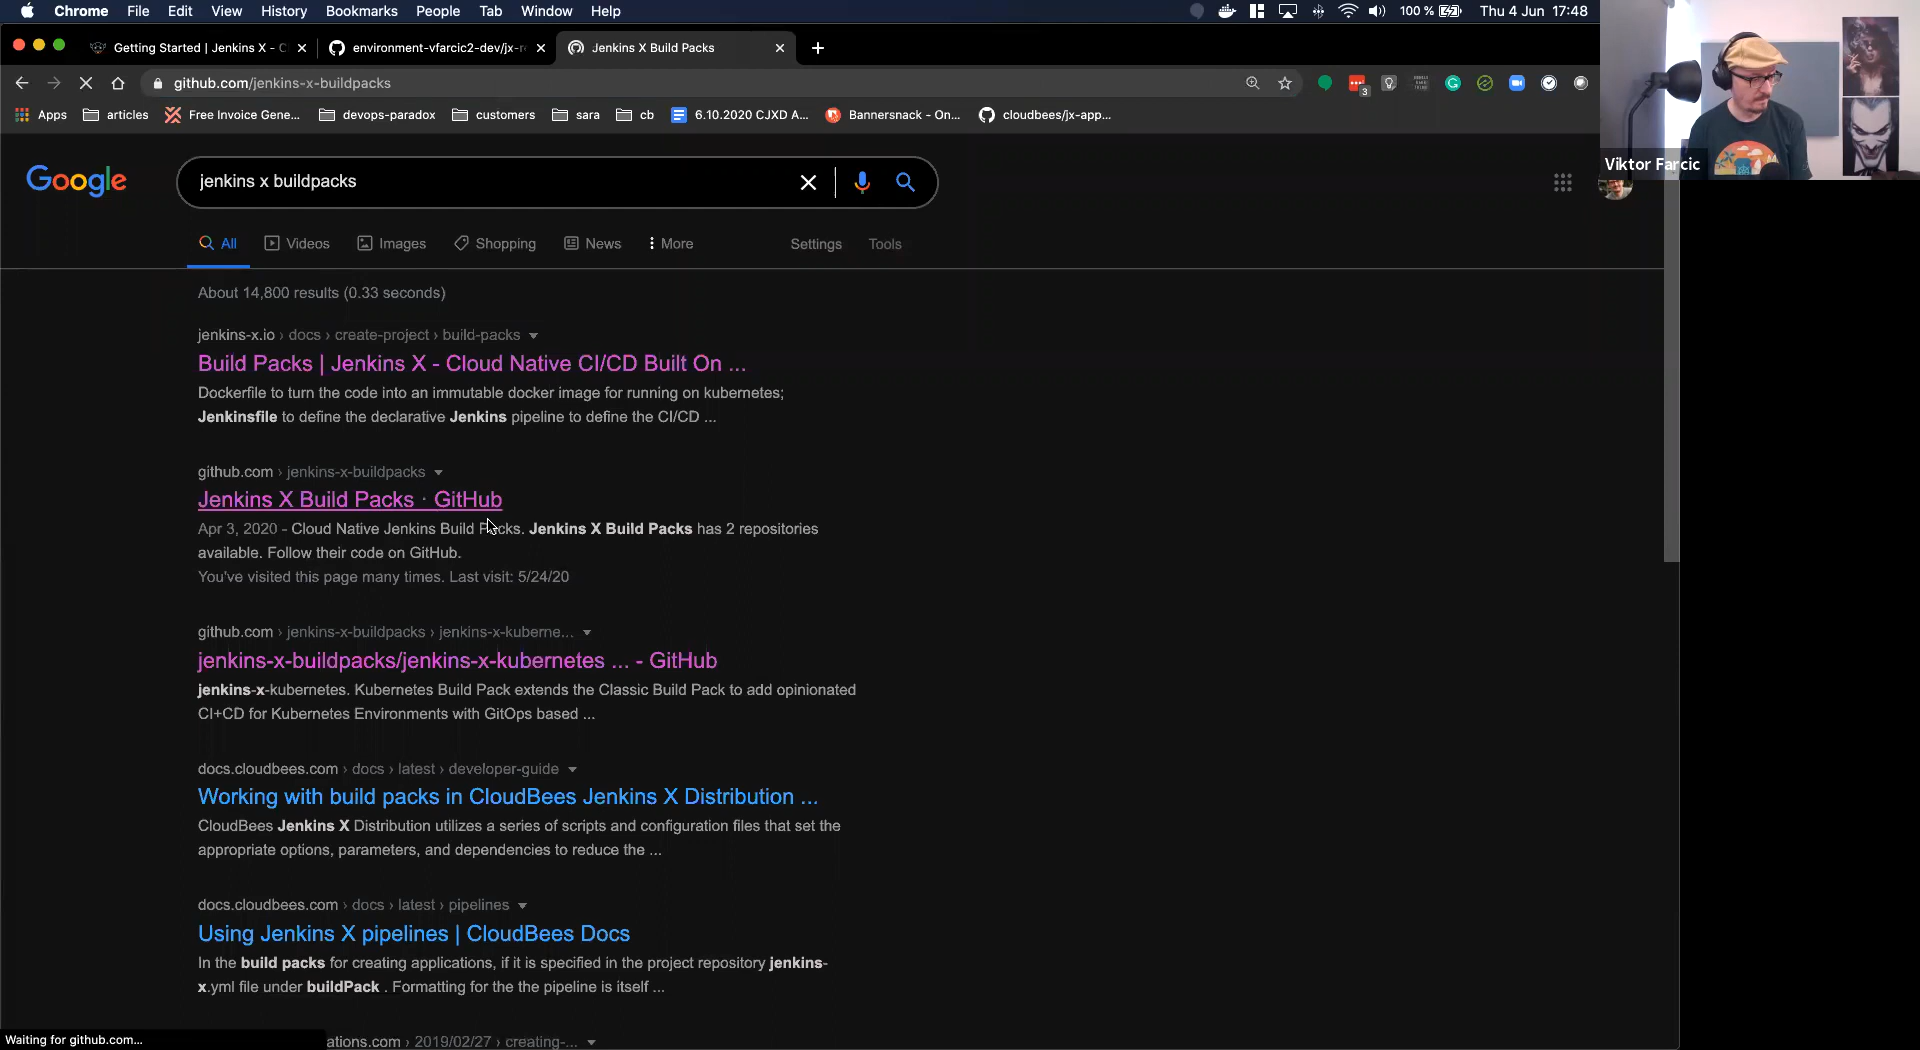 Chrome File Edit View History Bookmarks People Tab Window Help 100 % Thu 4 Jun 17:48
Getting Started | Jenkins X - C environment-vfarcic2-dev/jx-r Jenkins X Build Packs
github.com/jenkins-x-buildpacks 3
Apps articles Free Invoice Gene... devops-paradox customers sara cb 6.10.2020 CJXD A... Bannersnack - On... cloudbees/jx-app...
Viktor Farcic
Google jenkins x buildpacks
All Videos Images Shopping News More Settings Tools
About 14,800 results (0.33 seconds)
jenkins-x.io › docs › create-project › build-packs
Build Packs | Jenkins X - Cloud Native CI/CD Built On ...
Dockerfile to turn the code into an immutable docker image for running on kubernetes;
Jenkinsfile to define the declarative Jenkins pipeline to define the CI/CD ...
github.com › jenkins-x-buildpacks
Jenkins X Build Packs · GitHub
Apr 3, 2020 - Cloud Native Jenkins Build Packs. Jenkins X Build Packs has 2 repositories
available. Follow their code on GitHub.
You've visited this page many times. Last visit: 5/24/20
github.com › jenkins-x-buildpacks › jenkins-x-kuberne...
jenkins-x-buildpacks/jenkins-x-kubernetes ... - GitHub
jenkins-x-kubernetes. Kubernetes Build Pack extends the Classic Build Pack to add opinionated
CI+CD for Kubernetes Environments with GitOps based ...
docs.cloudbees.com › docs › latest › developer-guide
Working with build packs in CloudBees Jenkins X Distribution ...
CloudBees Jenkins X Distribution utilizes a series of scripts and configuration files that set the
appropriate options, parameters, and dependencies to reduce the ...
docs.cloudbees.com › docs › latest › pipelines
Using Jenkins X pipelines | CloudBees Docs
In the build packs for creating applications, if it is specified in the project repository jenkins-
x.yml file under buildPack . Formatting for the the pipeline is itself ...
Waiting for github.com... ations.com › 2019/02/27 › creating-...